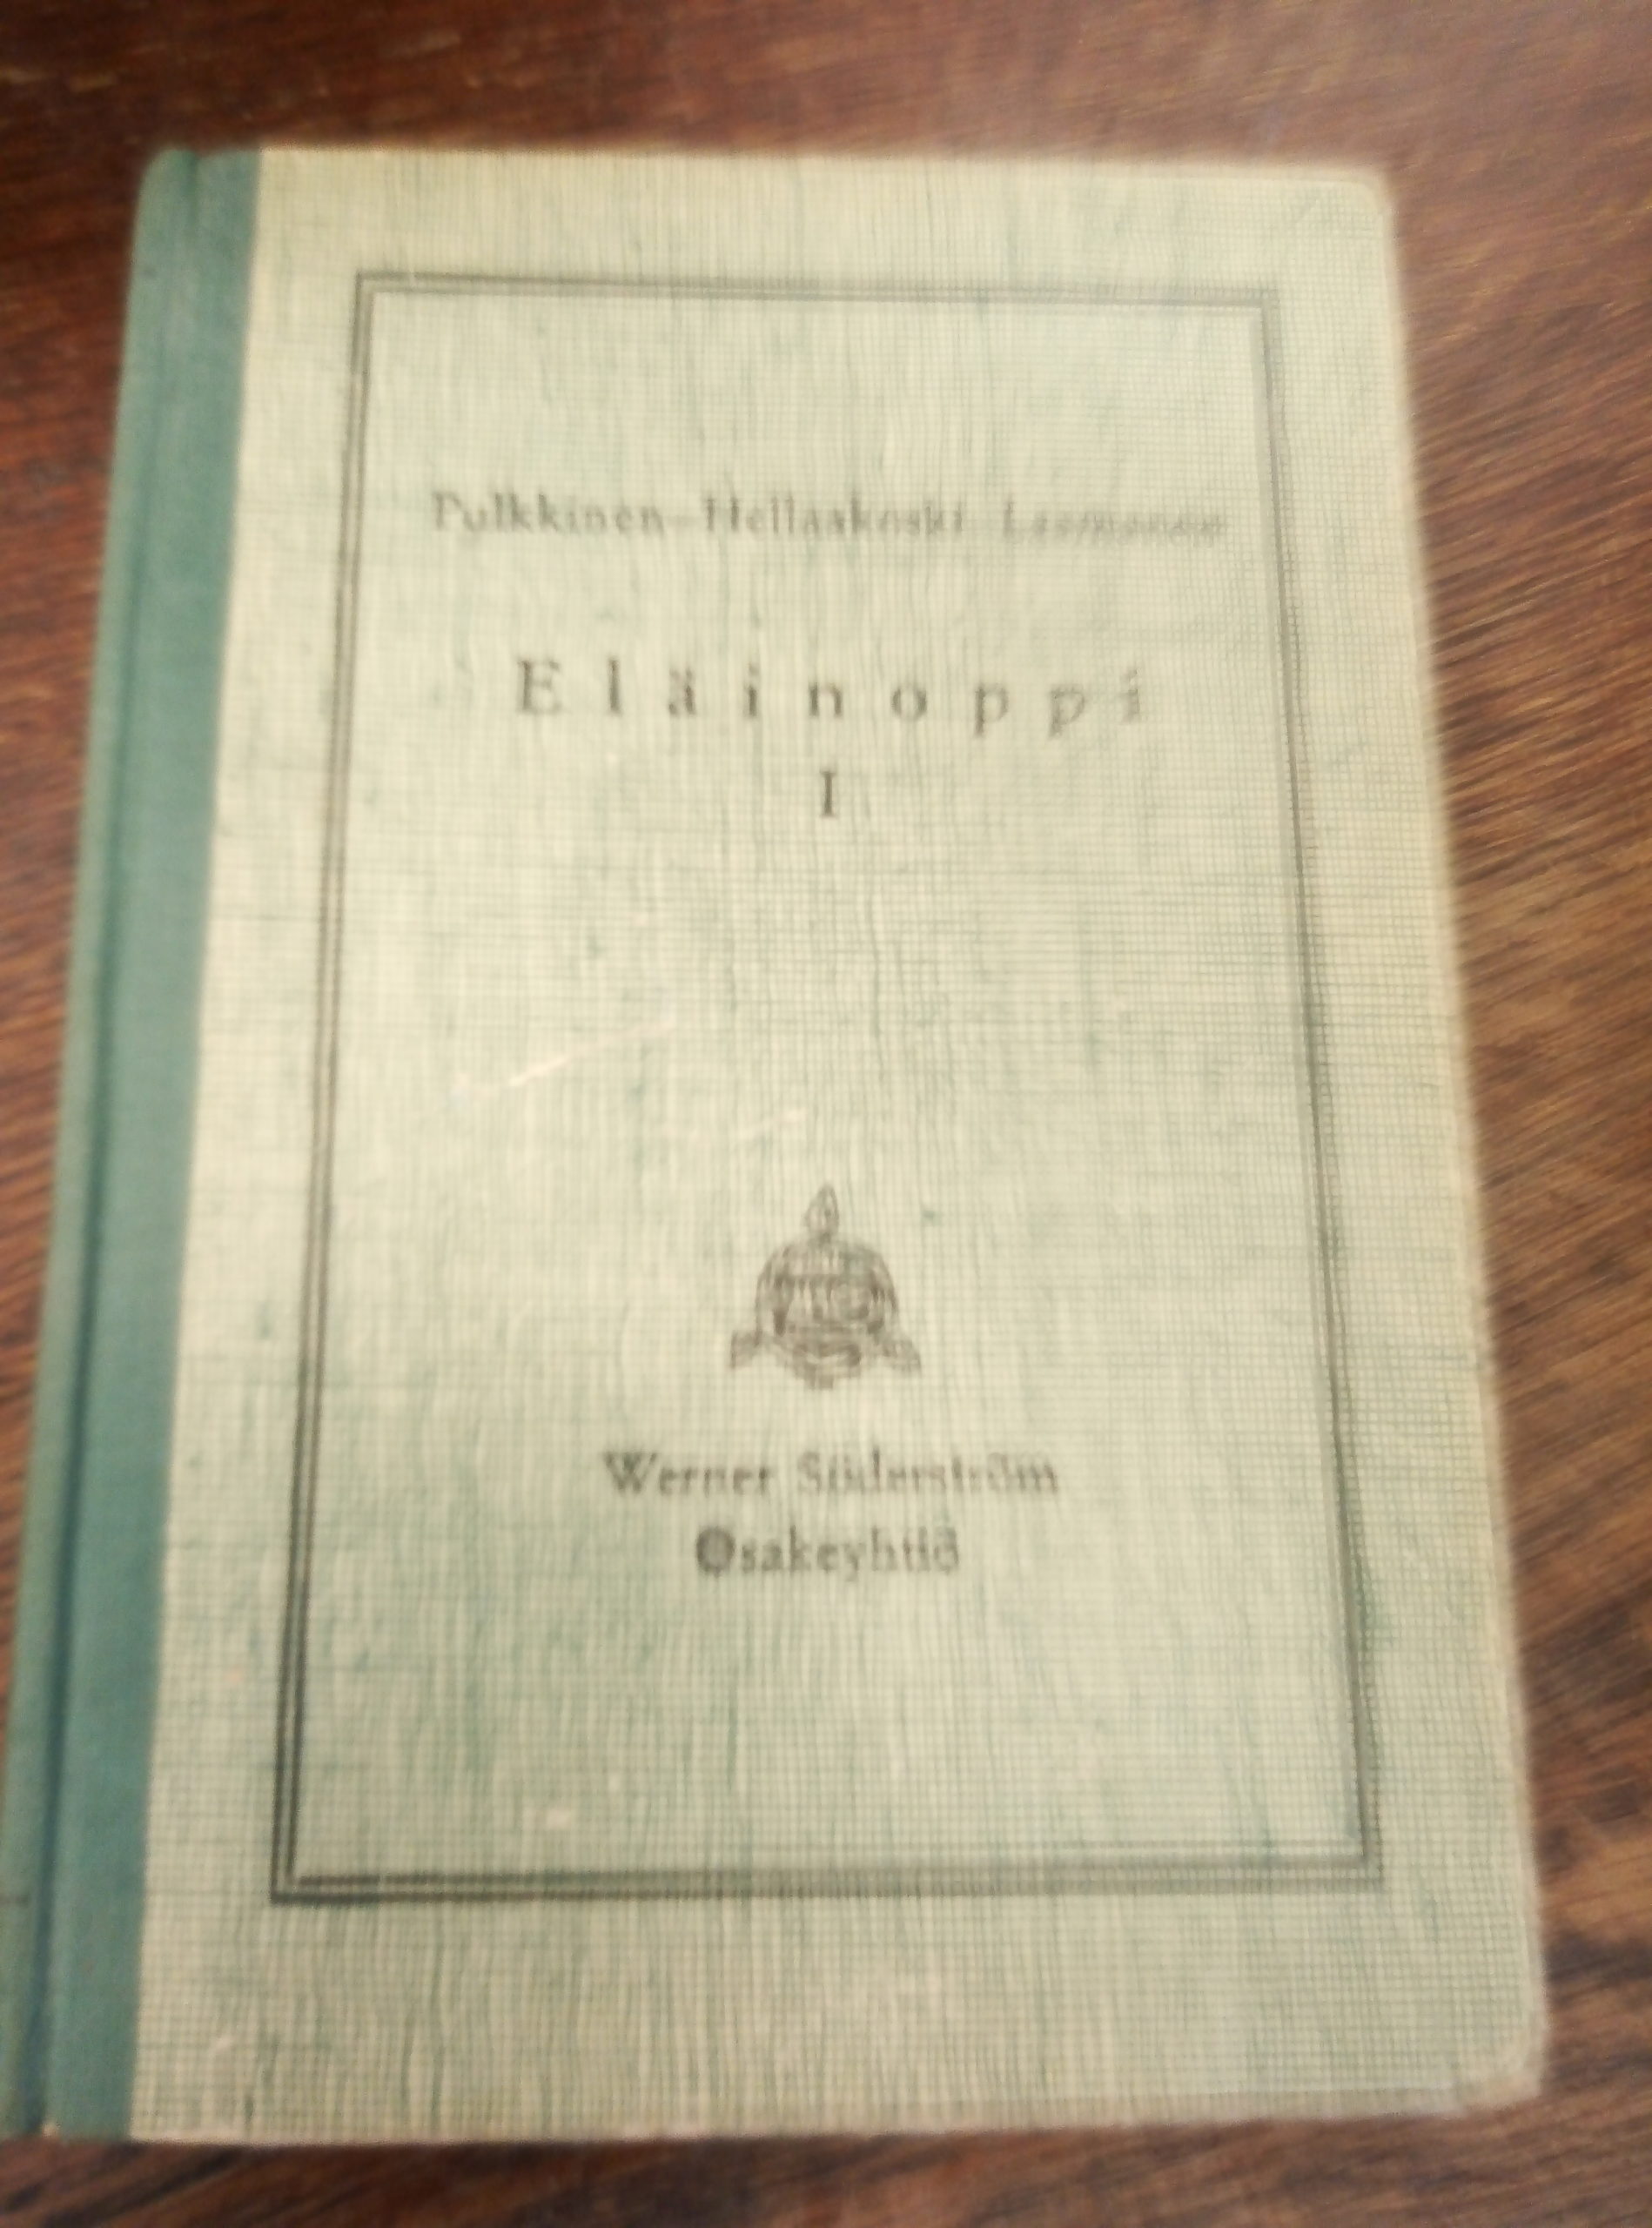 Pulkkinen–Hellaakoski
Eläinoppi
I
Werner Söderström
Osakeyhtiö